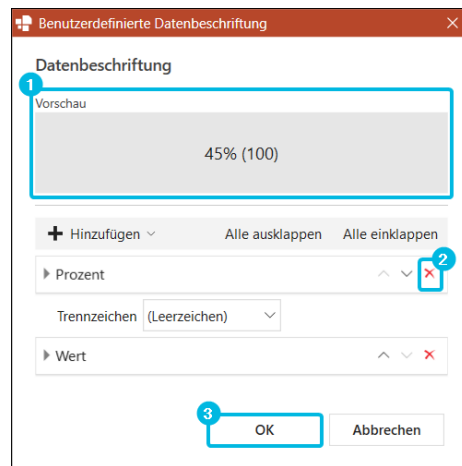 Benutzerdefinierte Datenbeschriftung
Datenbeschriftung
1
Vorschau
45% (100)
Hinzufügen Alle ausklappen Alle einklappen
2
Prozent
Trennzeichen (Leerzeichen)
Wert
3
OK Abbrechen